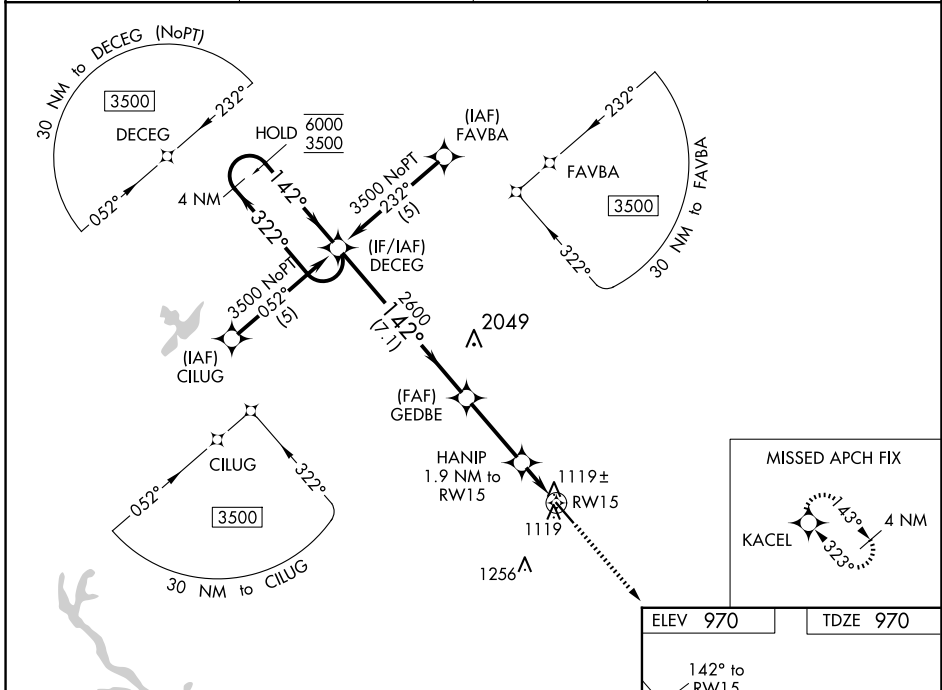 30 NM to DECEG (NoPT)
3500
232°
DECEG
052°
HOLD
6000
3500
4 NM
142°
322°
(IAF)
FAVBA
3500 NoPT
232°
(5)
(IF/IAF)
DECEG
3500 NoPT
052°
(5)
(IAF)
CILUG
232°
FAVBA
3500
322°
30 NM to FAVBA
2600
142°
(7.1)
2049
(FAF)
GEDBE
HANIP
1.9 NM to
RW15
1119±
RW15
1119
1256
CILUG
052°
322°
3500
30 NM to CILUG
MISSED APCH FIX
KACEL
143°
323°
4 NM
ELEV 970
TDZE 970
142° to
RW15